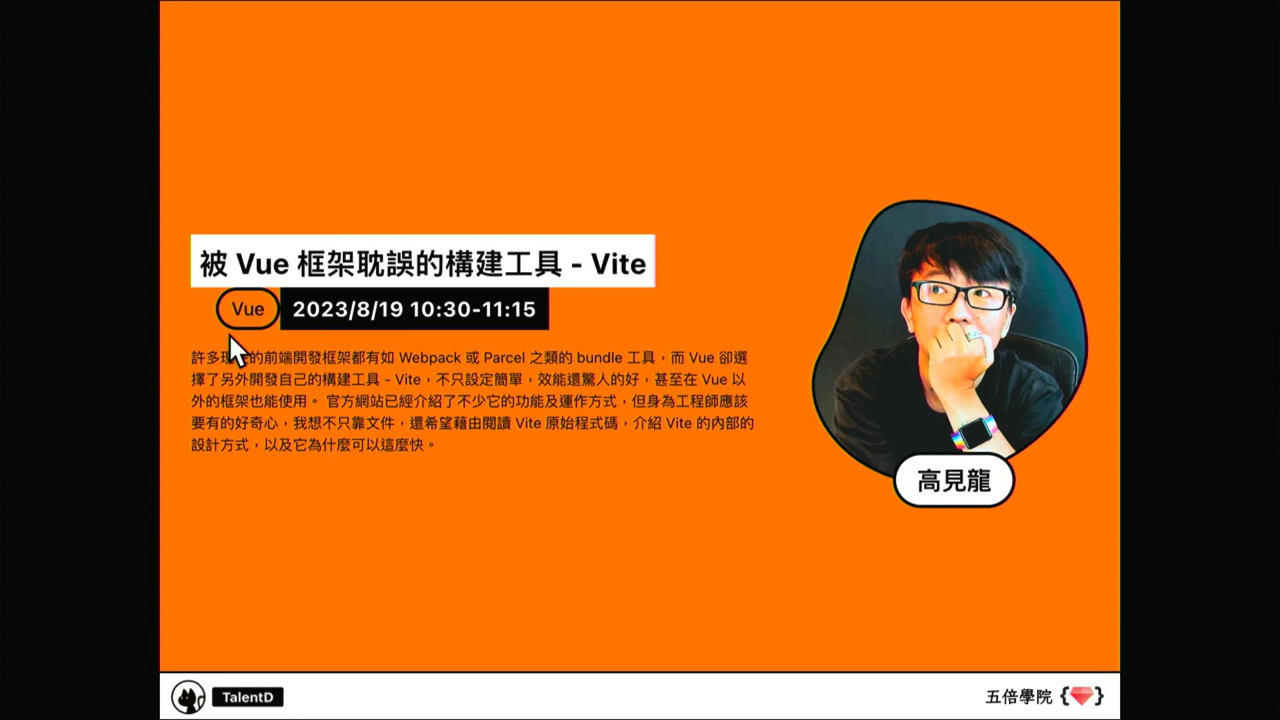 被 Vue 框架耽誤的構建工具 - Vite
Vue
2023/8/19 10:30-11:15
許多的前端開發框架都有如 Webpack 或 Parcel 之類的 bundle 工具，而 Vue 卻選
擇了另外開發自己的構建工具 - Vite，不只設定簡單，效能還驚人的好，甚至在 Vue 以
外的框架也能使用。 官方網站已經介紹了不少它的功能及運作方式，但身為工程師應該
要有的好奇心，我想不只靠文件，還希望藉由閱讀 Vite 原始程式碼，介紹 Vite 的內部的
設計方式，以及它為什麼可以這麼快。
高見龍
TalentD
五倍學院